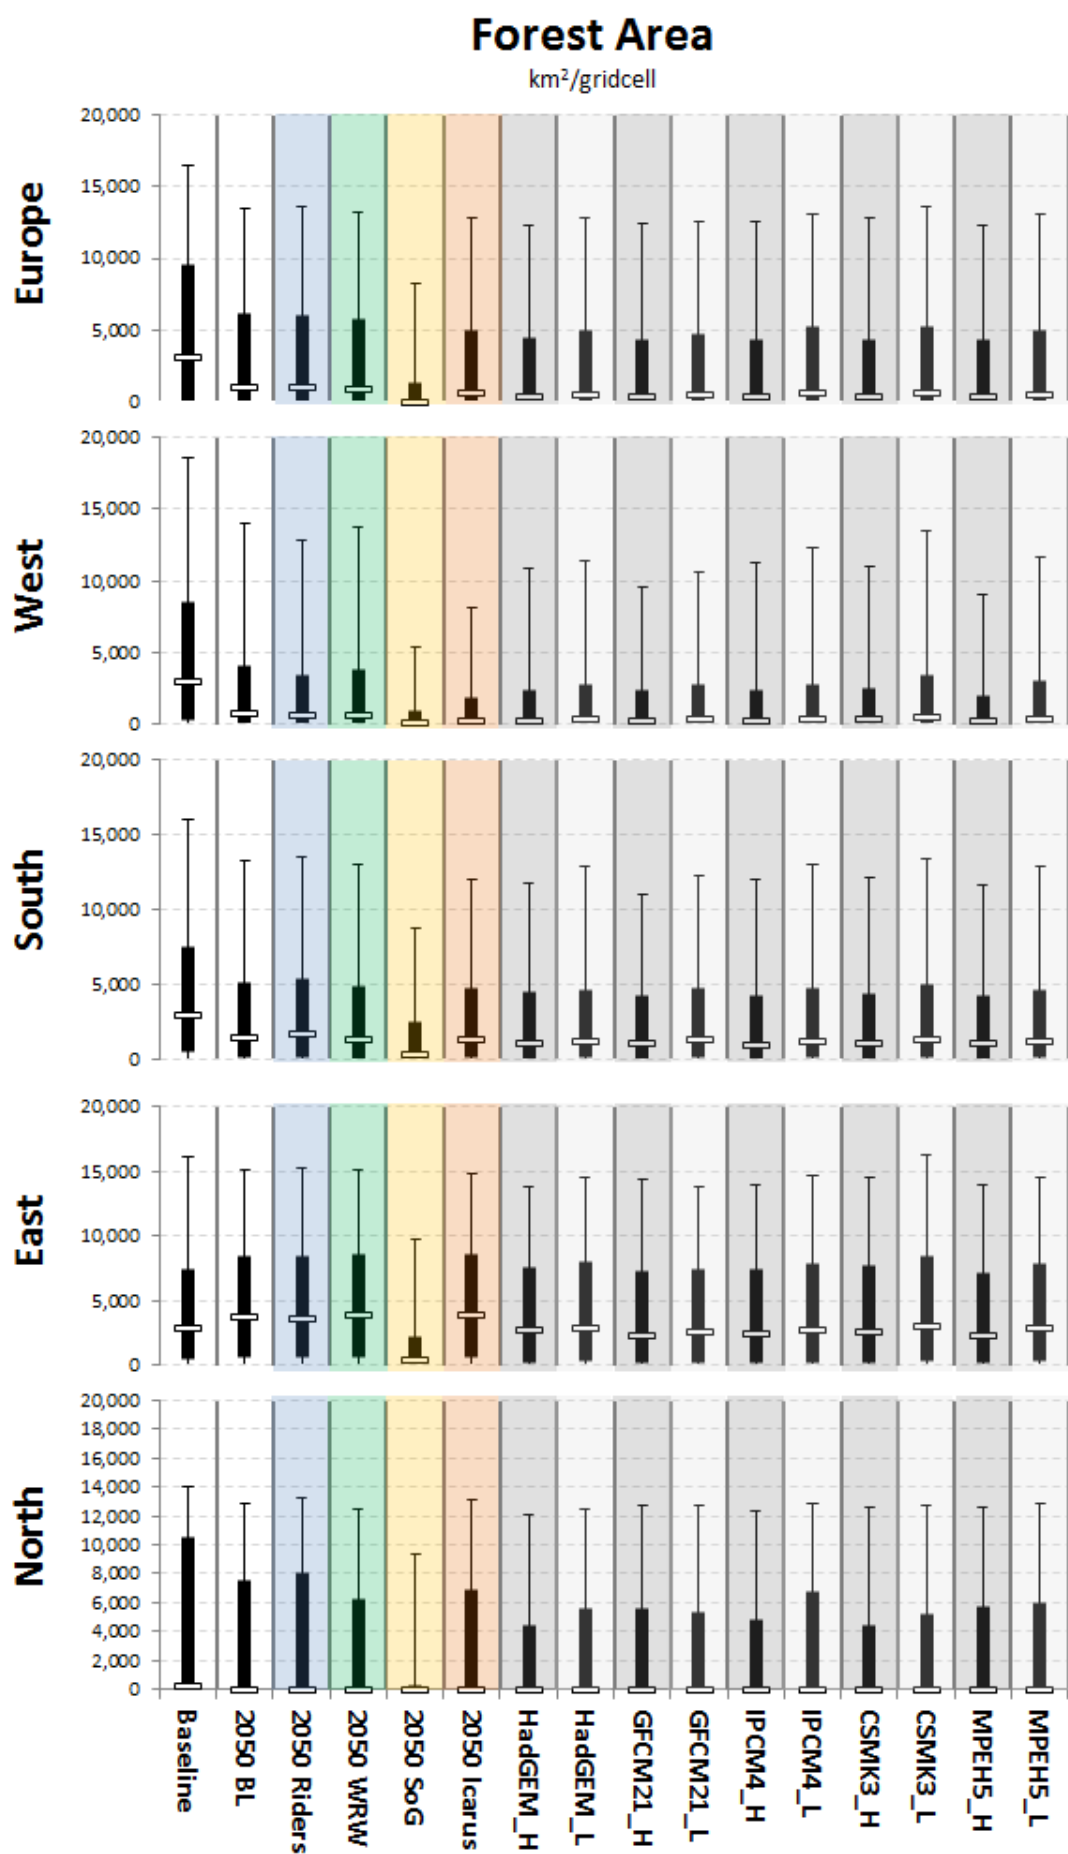 Forest Area
km²/gridcell
Europe
20,000
15,000
10,000
5,000
0
West
20,000
15,000
10,000
5,000
0
South
20,000
15,000
10,000
5,000
0
East
20,000
15,000
10,000
5,000
0
North
20,000
18,000
16,000
14,000
12,000
10,000
8,000
6,000
4,000
2,000
0
Baseline
2050 BL
2050 Riders
2050 WRW
2050 SoG
2050 Icarus
HadGEM_H
HadGEM_L
GFCM21_H
GFCM21_L
IPCM4_H
IPCM4_L
CSMK3_H
CSMK3_L
MPEH5_H
MPEH5_L